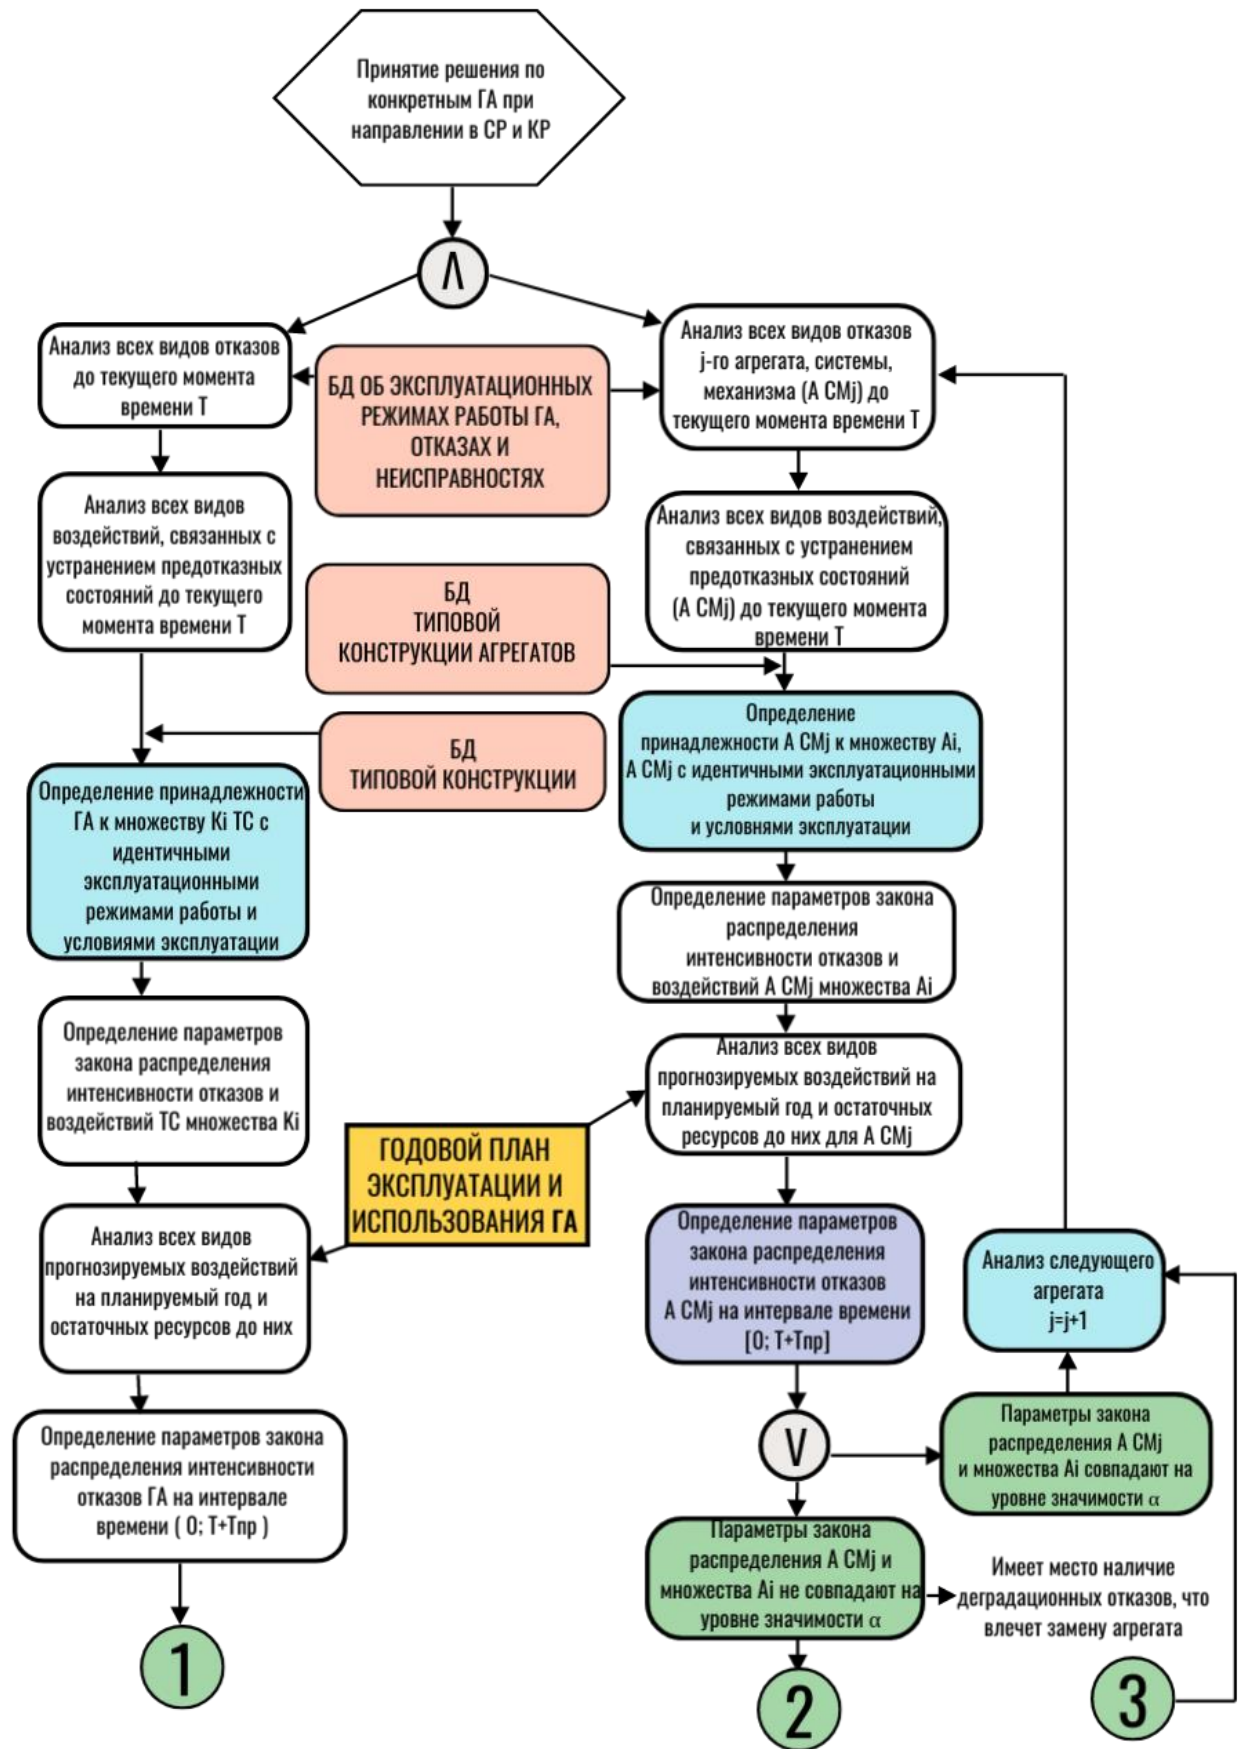 Принятие решения по
конкретным ГА при
направлении в СР и КР
Λ
Анализ всех видов отказов
до текущего момента
времени Т
БД ОБ ЭКСПЛУАТАЦИОННЫХ
РЕЖИМАХ РАБОТЫ ГА,
ОТКАЗАХ И
НЕИСПРАВНОСТЯХ
Анализ всех видов отказов
j-го агрегата, системы,
механизма (А СМj) до
текущего момента времени Т
Анализ всех видов
воздействий, связанных с
устранением предотказных
состояний до текущего
момента времени Т
Анализ всех видов воздействий,
связанных с устранением
предотказных состояний
(А СМj) до текущего момента
времени Т
БД
ТИПОВОЙ
КОНСТРУКЦИИ АГРЕГАТОВ
БД
ТИПОВОЙ КОНСТРУКЦИИ
Определение принадлежности
ГА к множеству Ki ТС с
идентичными
эксплуатационными
режимами работы и
условиями эксплуатации
Определение
принадлежности А СМj к множеству Ai,
А СМj с идентичными эксплуатационными
режимами работы
и условнями эксплуатации
Определение параметров закона
распределения
интенсивности отказов и
воздействий А СМj множества Ai
Определение параметров
закона распределения
интенсивности отказов и
воздействий ТС множества Ki
Анализ всех видов
прогнозируемых воздействий на
планируемый год и остаточных
ресурсов до них для А СМj
ГОДОВОЙ ПЛАН
ЭКСПЛУАТАЦИИ И
ИСПОЛЬЗОВАНИЯ ГА
Анализ всех видов
прогнозируемых воздействий
на планируемый год и
остаточных ресурсов до них
Определение параметров
закона распределения
интенсивности отказов
А СМj на интервале времени
[0; Т+Тпр]
Анализ следующего
агрегата
j=j+1
Определение параметров закона
распределения интенсивности
отказов ГА на интервале
времени ( 0; Т+Тпр )
V
Параметры закона
распределения А СМj
и множества Ai совпадают на
уровне значимости α
Параметры закона
распределения А СМj и
множества Ai не совпадают на
уровне значимости α
Имеет место наличие
деградационных отказов, что
влечет замену агрегата
1
2
3